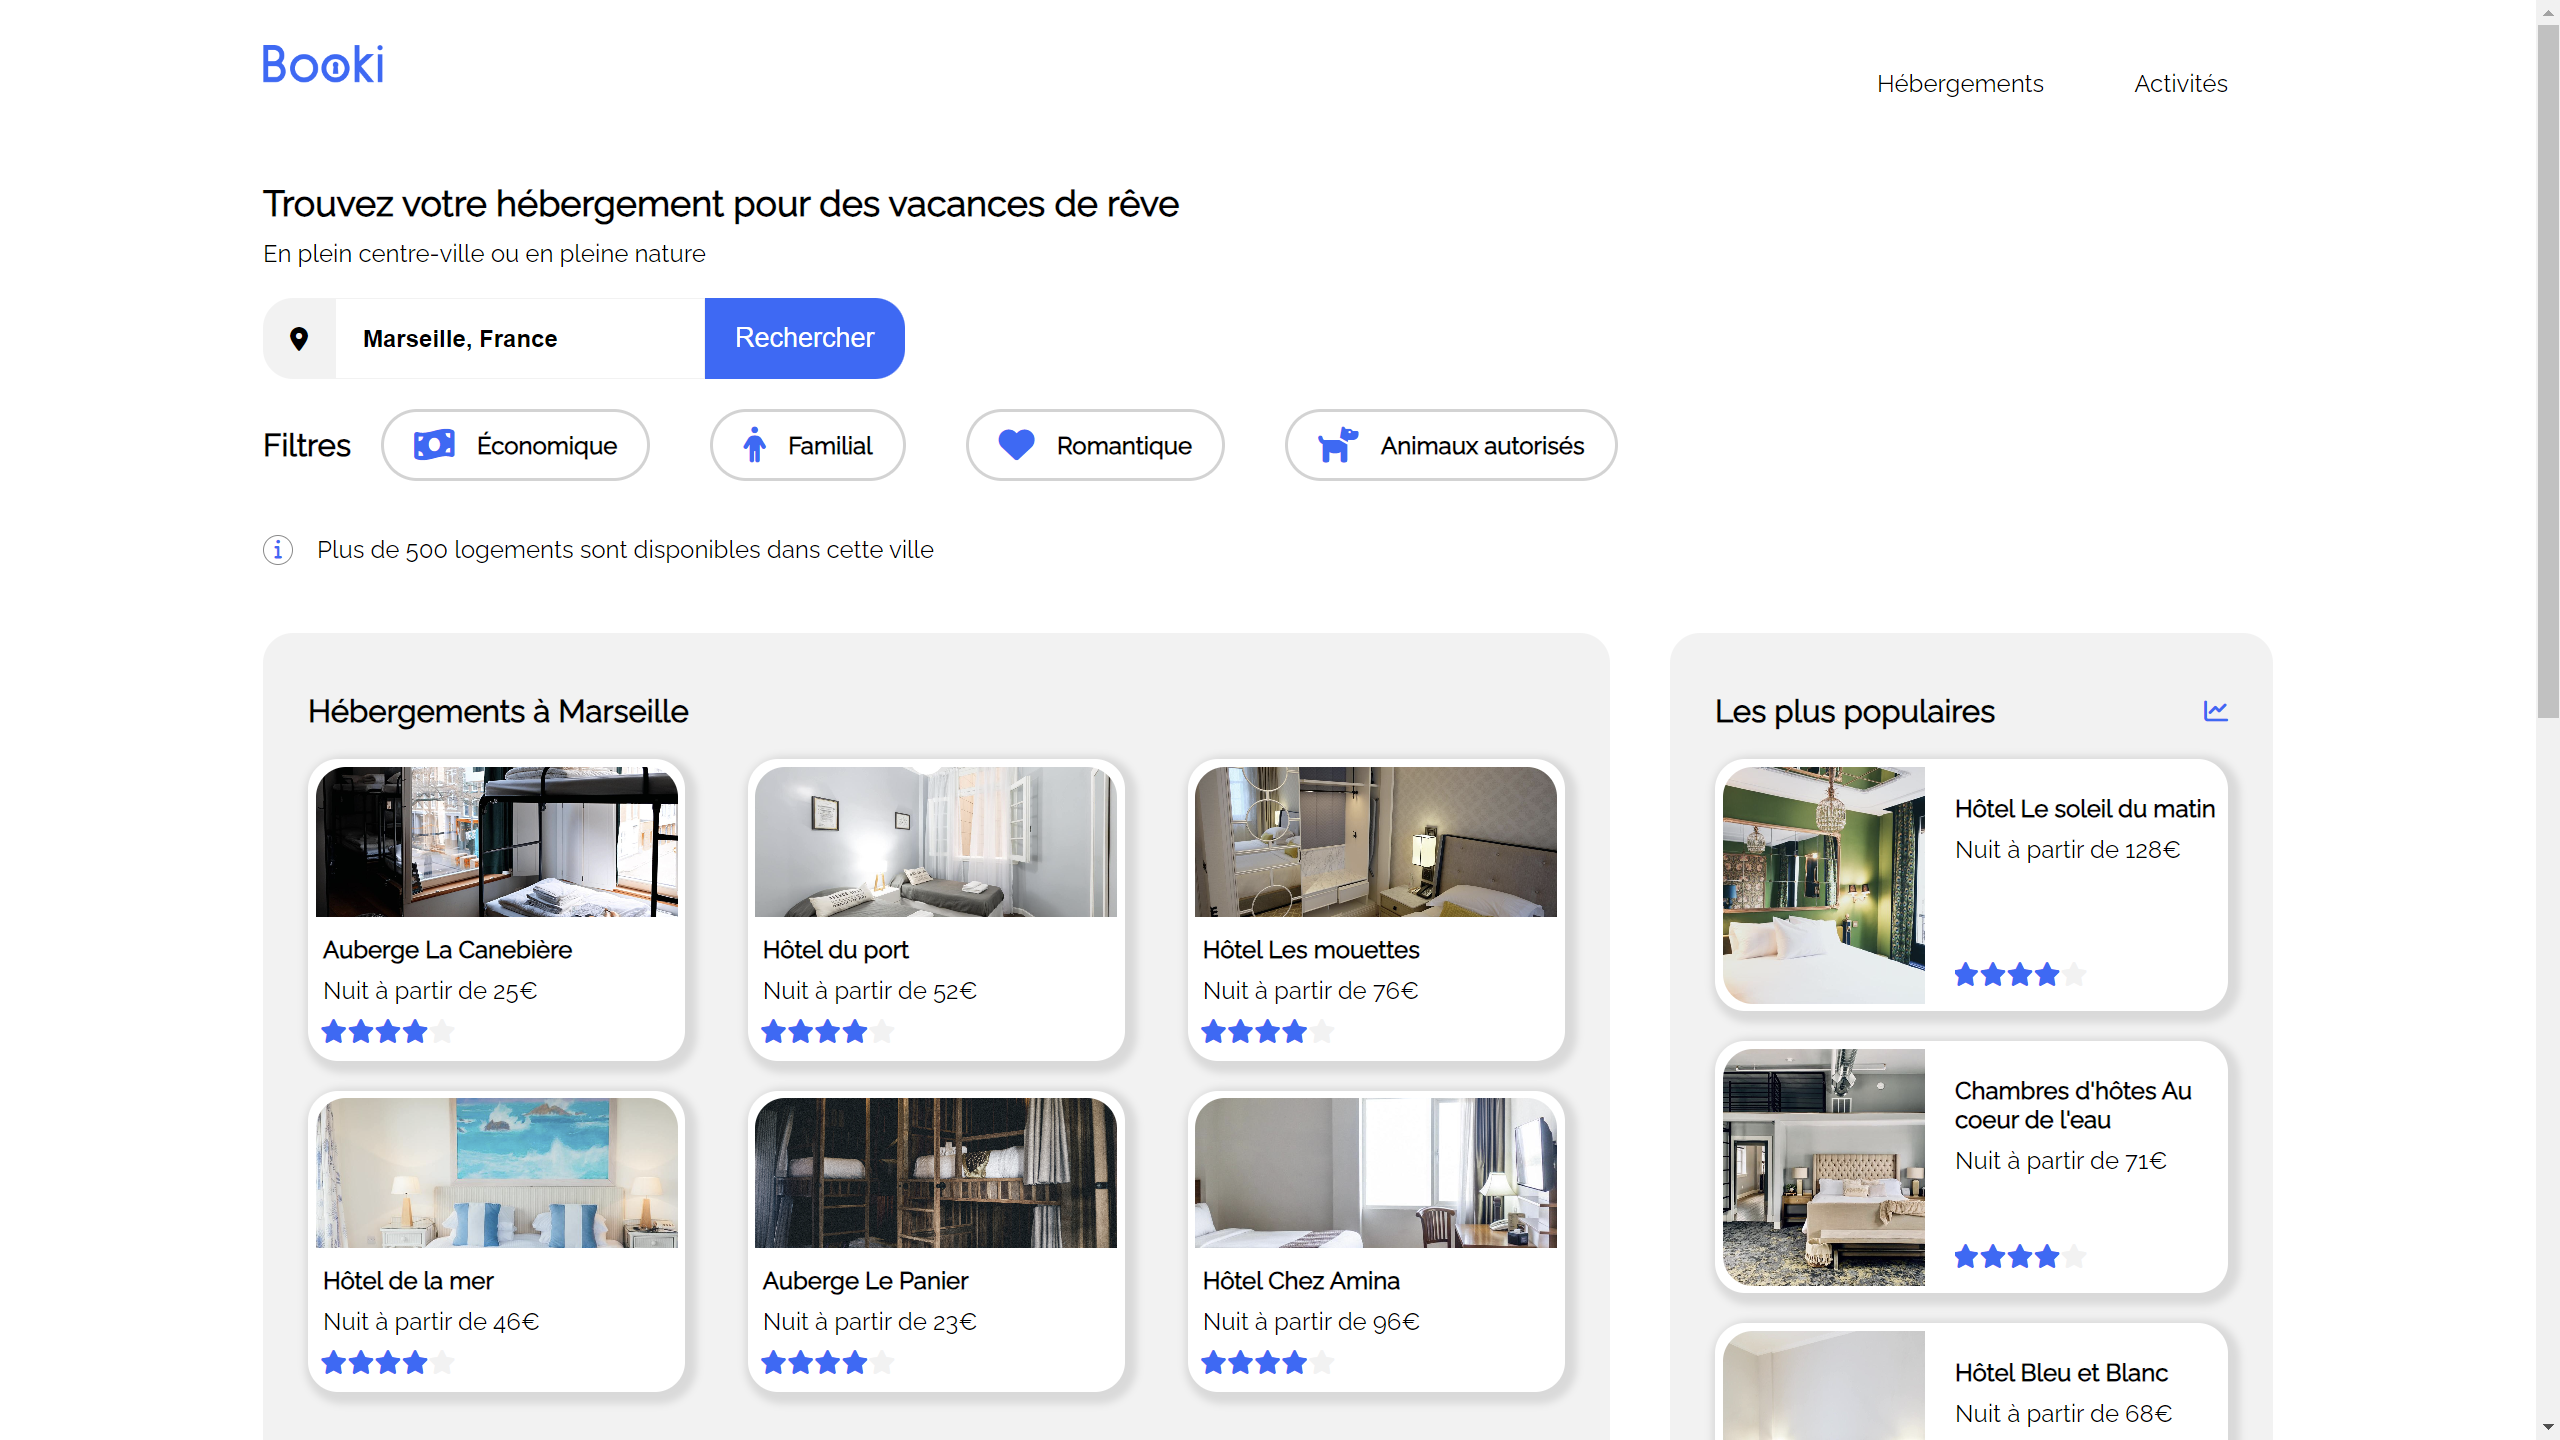 Booki
Hébergements
Activités
Trouvez votre hébergement pour des vacances de rêve
En plein centre-ville ou en pleine nature
Marseille, France
Rechercher
Filtres
Économique
Familial
Romantique
Animaux autorisés
Plus de 500 logements sont disponibles dans cette ville
Hébergements à Marseille
Auberge La Canebière
Nuit à partir de 25€
Hôtel du port
Nuit à partir de 52€
Hôtel Les mouettes
Nuit à partir de 76€
Hôtel de la mer
Nuit à partir de 46€
Auberge Le Panier
Nuit à partir de 23€
Hôtel Chez Amina
Nuit à partir de 96€
Les plus populaires
Hôtel Le soleil du matin
Nuit à partir de 128€
Chambres d'hôtes Au
coeur de l'eau
Nuit à partir de 71€
Hôtel Bleu et Blanc
Nuit à partir de 68€